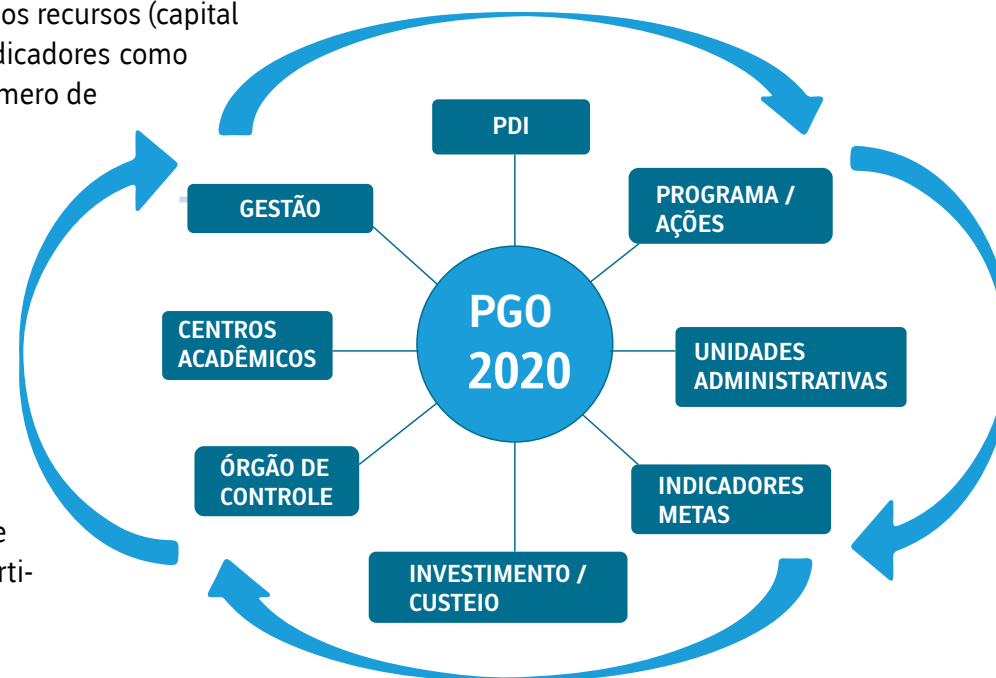 os recursos (capital
dicadores como
mero de
PDI
PROGRAMA /
AÇÕES
GESTÃO
PGO
2020
CENTROS
ACADÊMICOS
UNIDADES
ADMINISTRATIVAS
ÓRGÃO DE
CONTROLE
INDICADORES
METAS
INVESTIMENTO /
CUSTEIO
e
rti-